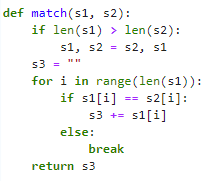 def match(s1, s2):
    if len(s1) > len(s2):
        s1, s2 = s2, s1
    s3 = ""
    for i in range(len(s1)):
        if s1[i] == s2[i]:
            s3 += s1[i]
        else:
            break
    return s3